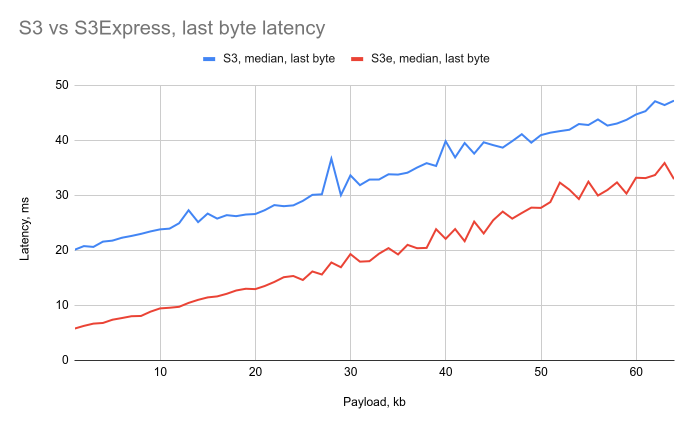 S3 vs S3Express, last byte latency
S3, median, last byte S3e, median, last byte
50
40
30
20
10
0
Latency, ms
10 20 30 40 50 60
Payload, kb